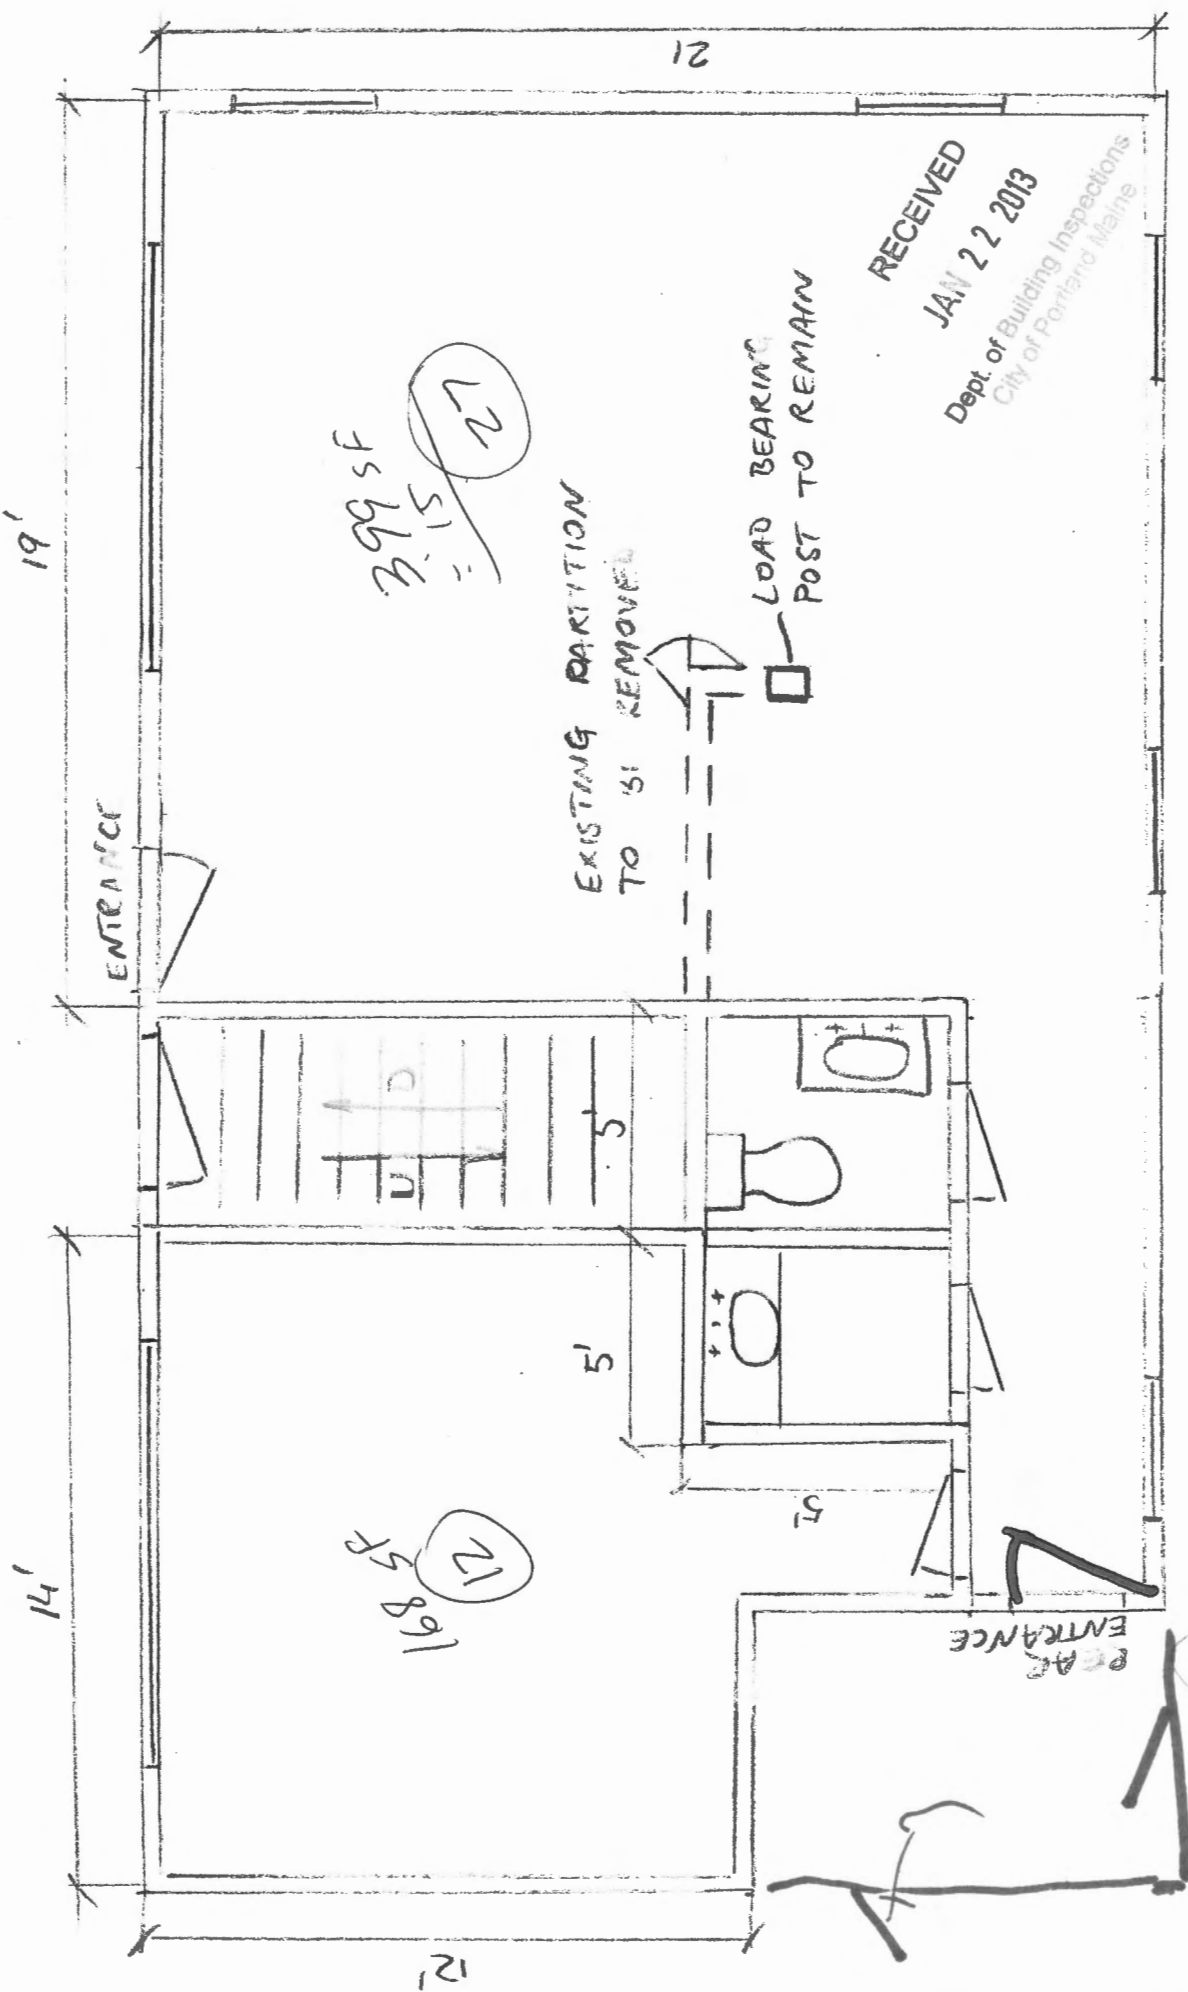 14'
19'
ENTRANCE
21
12'
399 SF
÷ 15
=
27
168 SF
12
EXISTING PARTITION
TO BE REMOVED
LOAD BEARING
POST TO REMAIN
U D
5
5'
5'
REAR
ENTRANCE
RECEIVED
JAN 22 2013
Dept. of Building Inspections
City of Portland Maine